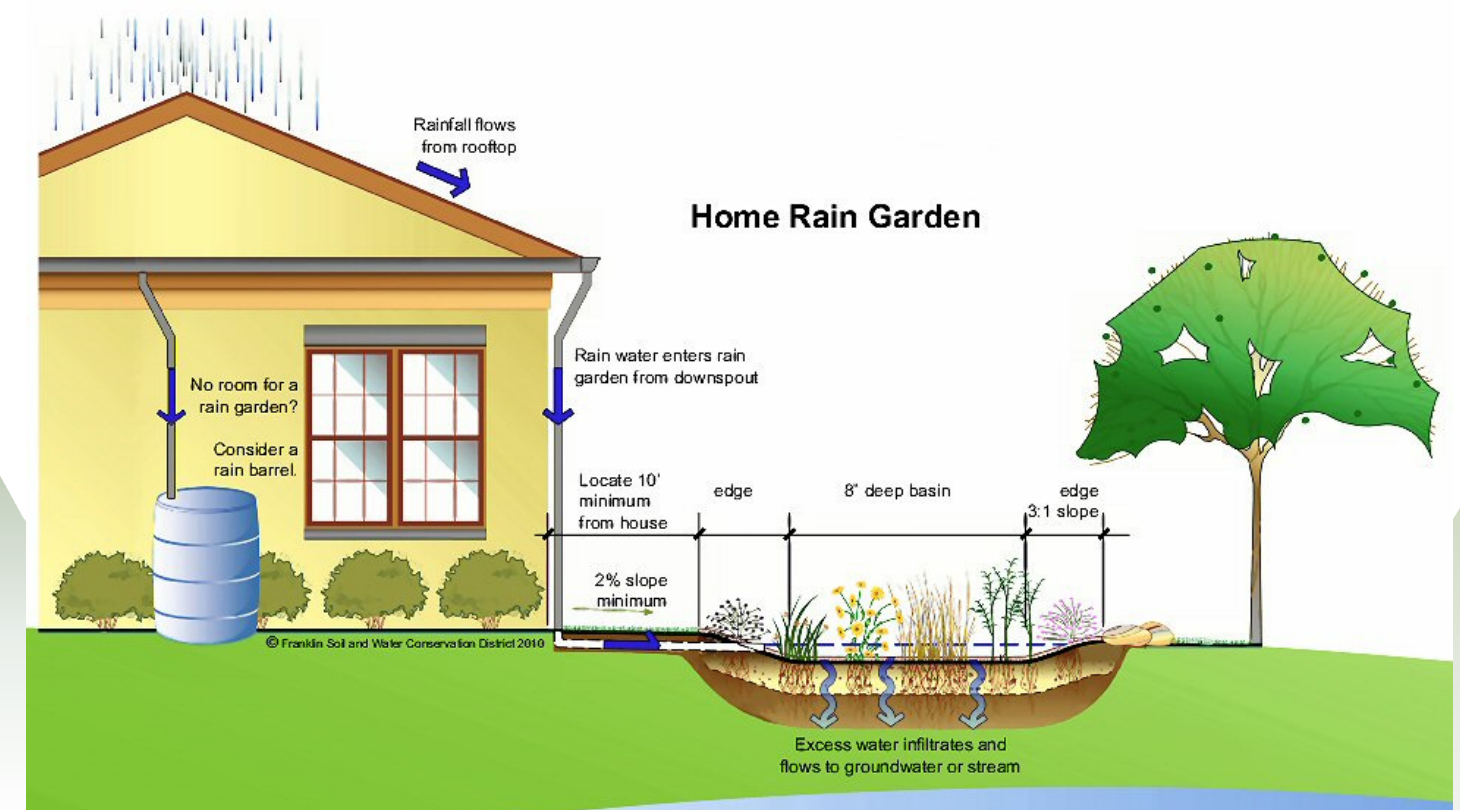 Rainfall flows
from rooftop
Home Rain Garden
No room for a
rain garden?
Consider a
rain barrel.
Rain water enters rain
garden from downspout
Locate 10'
minimum
from house
edge
8" deep basin
edge
3:1 slope
2% slope
minimum
© Franklin Soil and Water Conservation District 2010
Excess water infiltrates and
flows to groundwater or stream